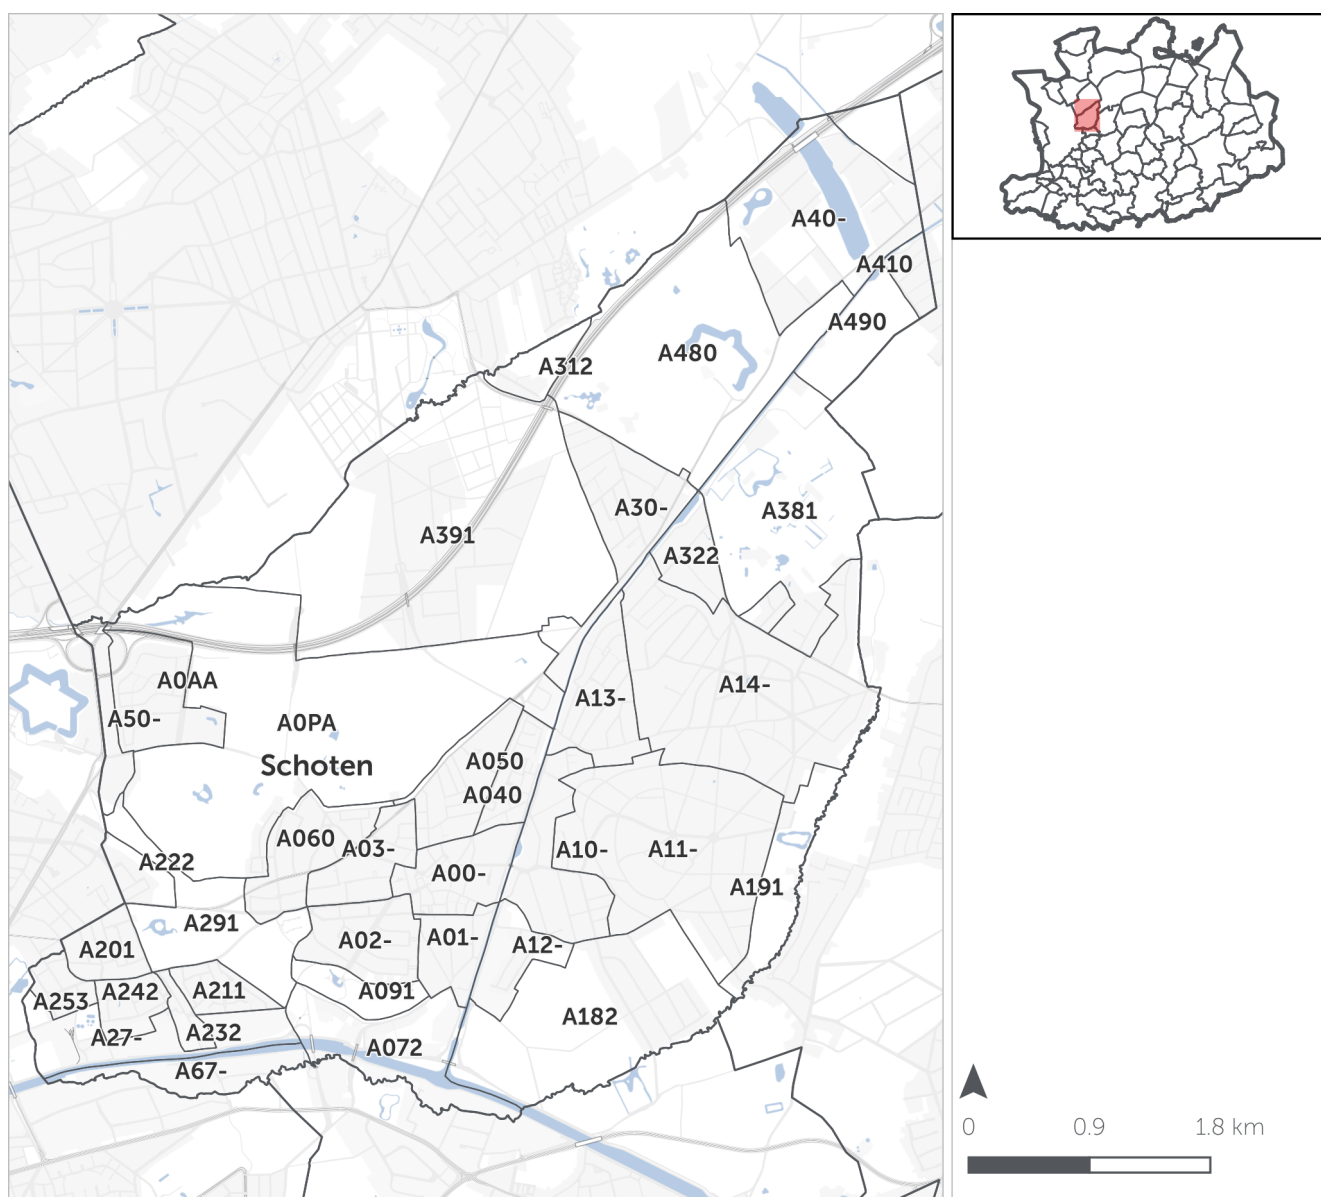 A40-
A410
A490
A480
A312
A30-
A381
A391
A322
A0AA
A14-
A13-
A50-
A0PA
Schoten
A050
A040
A060
A03-
A10-
A11-
A222
A00-
A191
A291
A02-
A01-
A12-
A201
A253
A242
A211
A091
A182
A27-
A232
A072
A67-
0
0.9
1.8 km